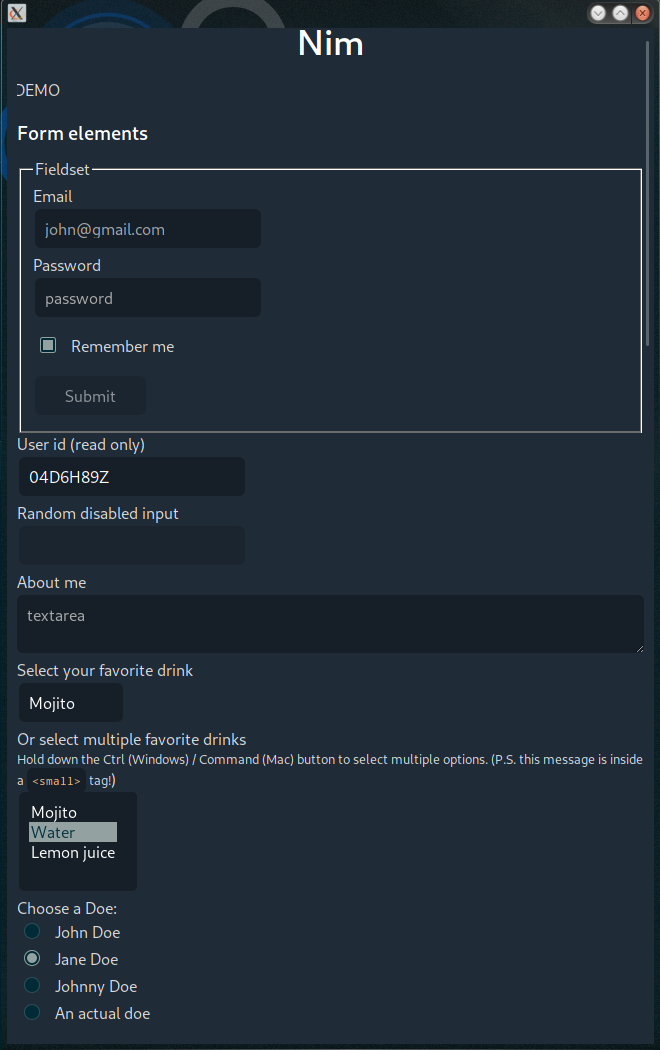 Nim
DEMO
Form elements
Fieldset
Email
john@gmail.com
Password
password
Remember me
Submit
User id (read only)
04D6H89Z
Random disabled input
About me
textarea
Select your favorite drink
Mojito
Or select multiple favorite drinks
Hold down the Ctrl (Windows) / Command (Mac) button to select multiple options. (P.S. this message is inside
a <small> tag!)
Mojito
Water
Lemon juice
Choose a Doe:
John Doe
Jane Doe
Johnny Doe
An actual doe